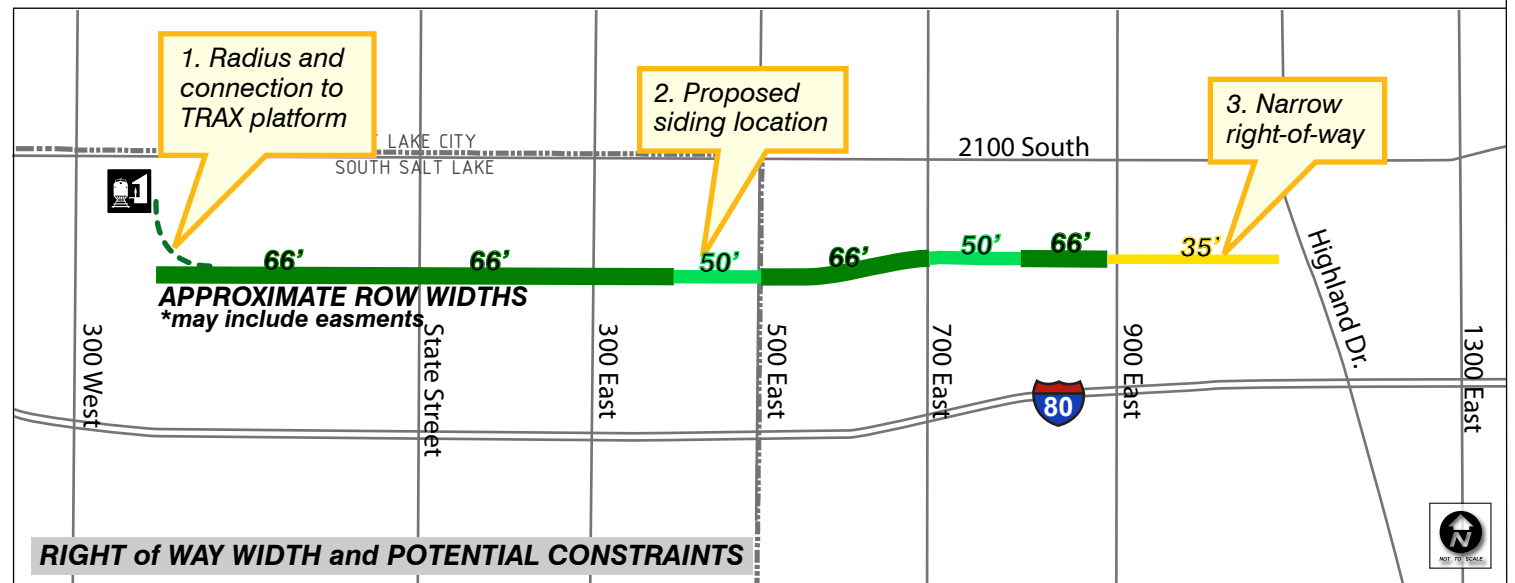 1. Radius and
connection to
TRAX platform
2. Proposed
siding location
3. Narrow
right-of-way
LAKE CITY
SOUTH SALT LAKE
2100 South
66’
66’
50’
66’
50’
66’
35’
APPROXIMATE ROW WIDTHS
*may include easments
300 West
State Street
300 East
500 East
700 East
900 East
Highland Dr.
1300 East
80
RIGHT of WAY WIDTH and POTENTIAL CONSTRAINTS
N
NOT TO SCALE